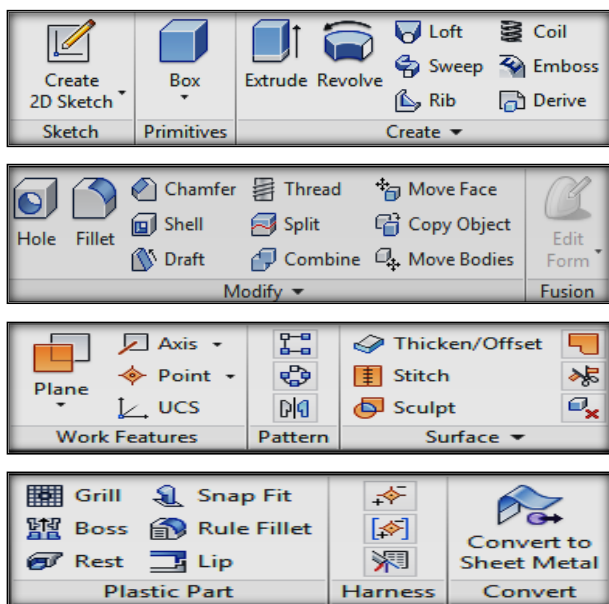 Create
2D Sketch
Box
Extrude
Revolve
Loft
Sweep
Rib
Coil
Emboss
Derive
Sketch
Primitives
Create
Hole
Fillet
Chamfer
Shell
Draft
Thread
Split
Combine
Move Face
Copy Object
Move Bodies
Edit
Form
Modify
Fusion
Plane
Axis
Point
UCS
Thicken/Offset
Stitch
Sculpt
Work Features
Pattern
Surface
Grill
Boss
Rest
Snap Fit
Rule Fillet
Lip
Convert to
Sheet Metal
Plastic Part
Harness
Convert